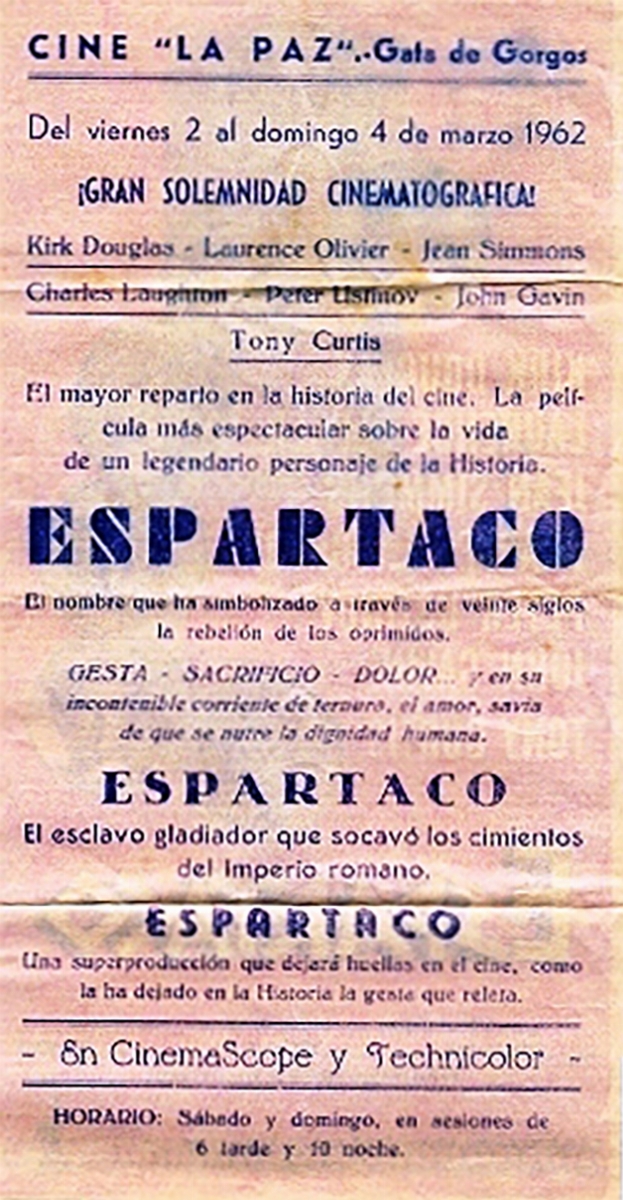 CINE "LA PAZ".-Gata de Gorgos
Del viernes 2 al domingo 4 de marzo 1962
¡GRAN SOLEMNIDAD CINEMATOGRAFICA!
Kirk Douglas - Laurence Olivier - Jean Simmons
Charles Laughton - Peter Ustinov - John Gavin
Tony Curtis
El mayor reparto en la historia del cine. La pelí-
cula más espectacular sobre la vida
de un legendario personaje de la Historia.
ESPARTACO
El nombre que ha simbolizado a través de veinte siglos
la rebelión de los oprimidos.
GESTA - SACRIFICIO - DOLOR... y en su
incontenible corriente de ternura, el amor, savia
de que se nutre la dignidad humana.
ESPARTACO
El esclavo gladiador que socavó los cimientos
del Imperio romano.
ESPARTACO
Una superproducción que dejará huellas en el cine, como
la ha dejado en la Historia la gesta que relata.
- En CinemaScope y Technicolor -
HORARIO: Sábado y domingo, en sesiones de
6 tarde y 10 noche.